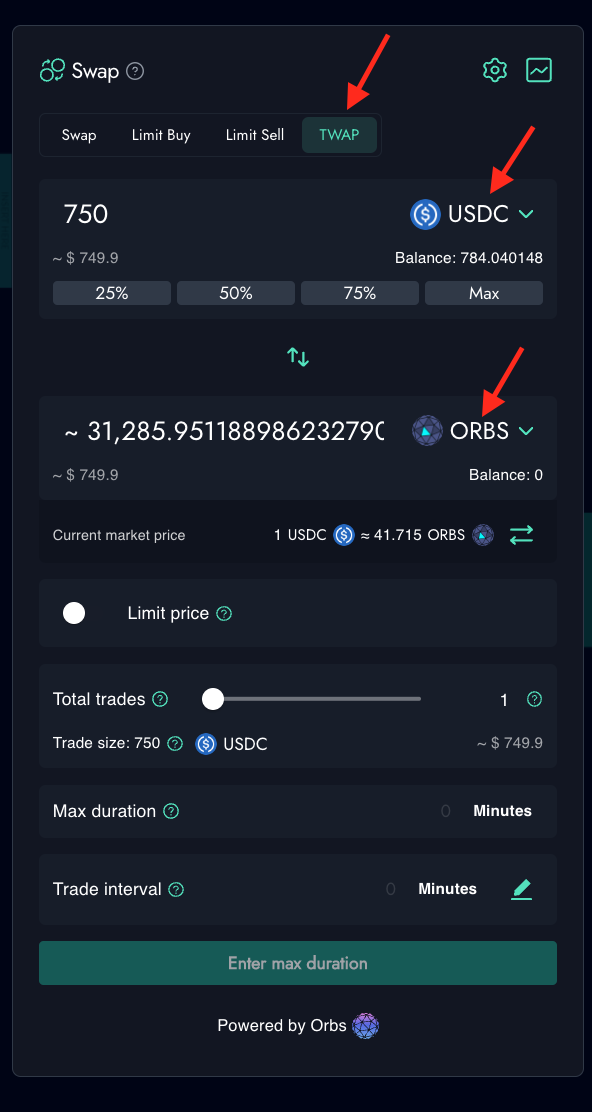 Swap
Swap Limit Buy Limit Sell TWAP
750 USDC
~ $ 749.9 Balance: 784.040148
25% 50% 75% Max
~ 31,285.951188986232790 ORBS
~ $ 749.9 Balance: 0
Current market price 1 USDC ≈ 41.715 ORBS
Limit price
Total trades 1
Trade size: 750 USDC ~ $ 749.9
Max duration 0 Minutes
Trade interval 0 Minutes
Enter max duration
Powered by Orbs